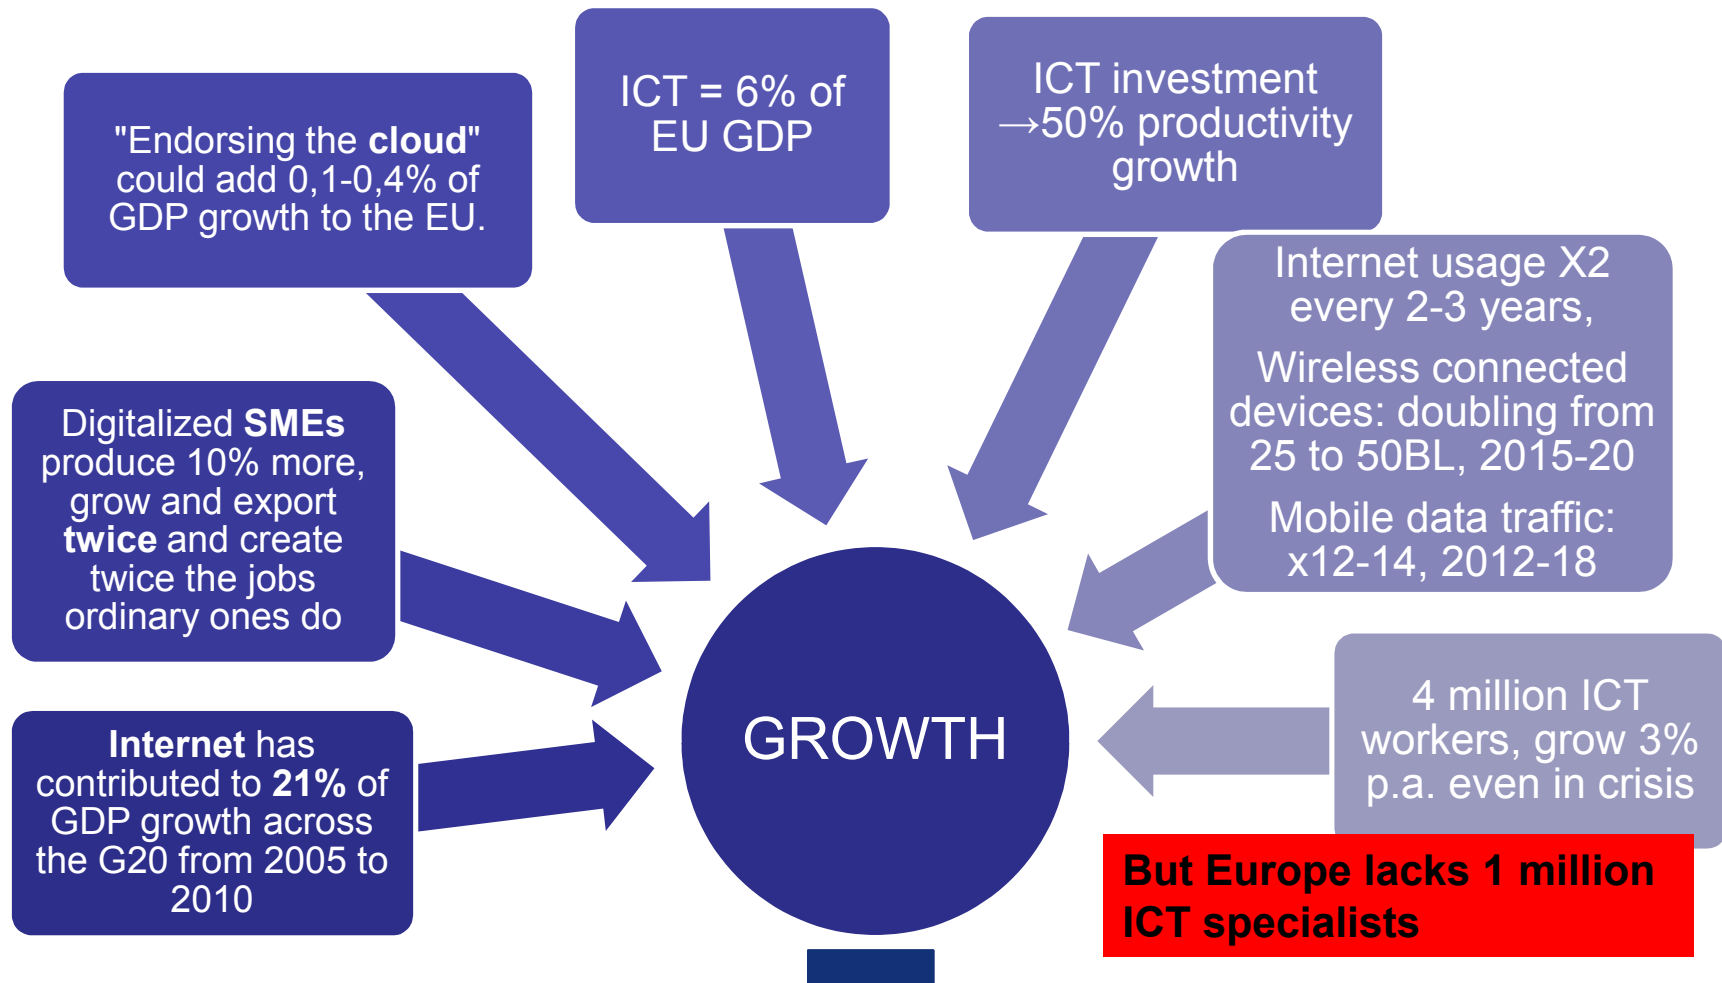 ICT = 6% of
EU GDP
ICT investment
→50% productivity
growth
"Endorsing the cloud"
could add 0,1-0,4% of
GDP growth to the EU.
Internet usage X2
every 2-3 years,
Wireless connected
devices: doubling from
25 to 50BL, 2015-20
Mobile data traffic:
x12-14, 2012-18
Digitalized SMEs
produce 10% more,
grow and export
twice and create
twice the jobs
ordinary ones do
GROWTH
4 million ICT
workers, grow 3%
p.a. even in crisis
Internet has
contributed to 21% of
GDP growth across
the G20 from 2005 to
2010
But Europe lacks 1 million
ICT specialists